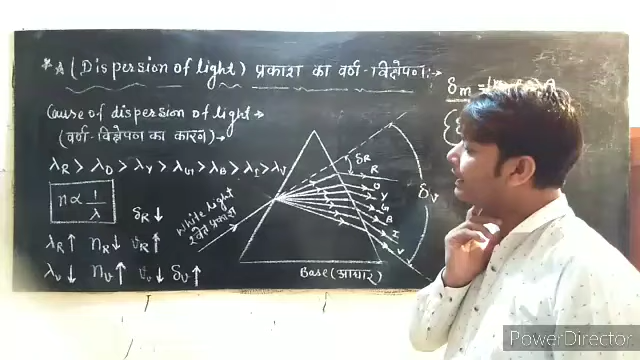 *A (Dispersion of light) प्रकाश का वर्ण-विक्षेपण:→
Cause of dispersion of light→
(वर्ण-विक्षेपण का कारण)→
λR > λO > λY > λG > λB > λI > λV
n∝ 1/λ
δR↓
λR↑ nR↓ vR↑
λv↓ nv↑ vv↓ δv↑
White light
श्वेत प्रकाश
δR
R
O
Y
G
B
I
V
δv
Base (आधार)
δm =
PowerDirector